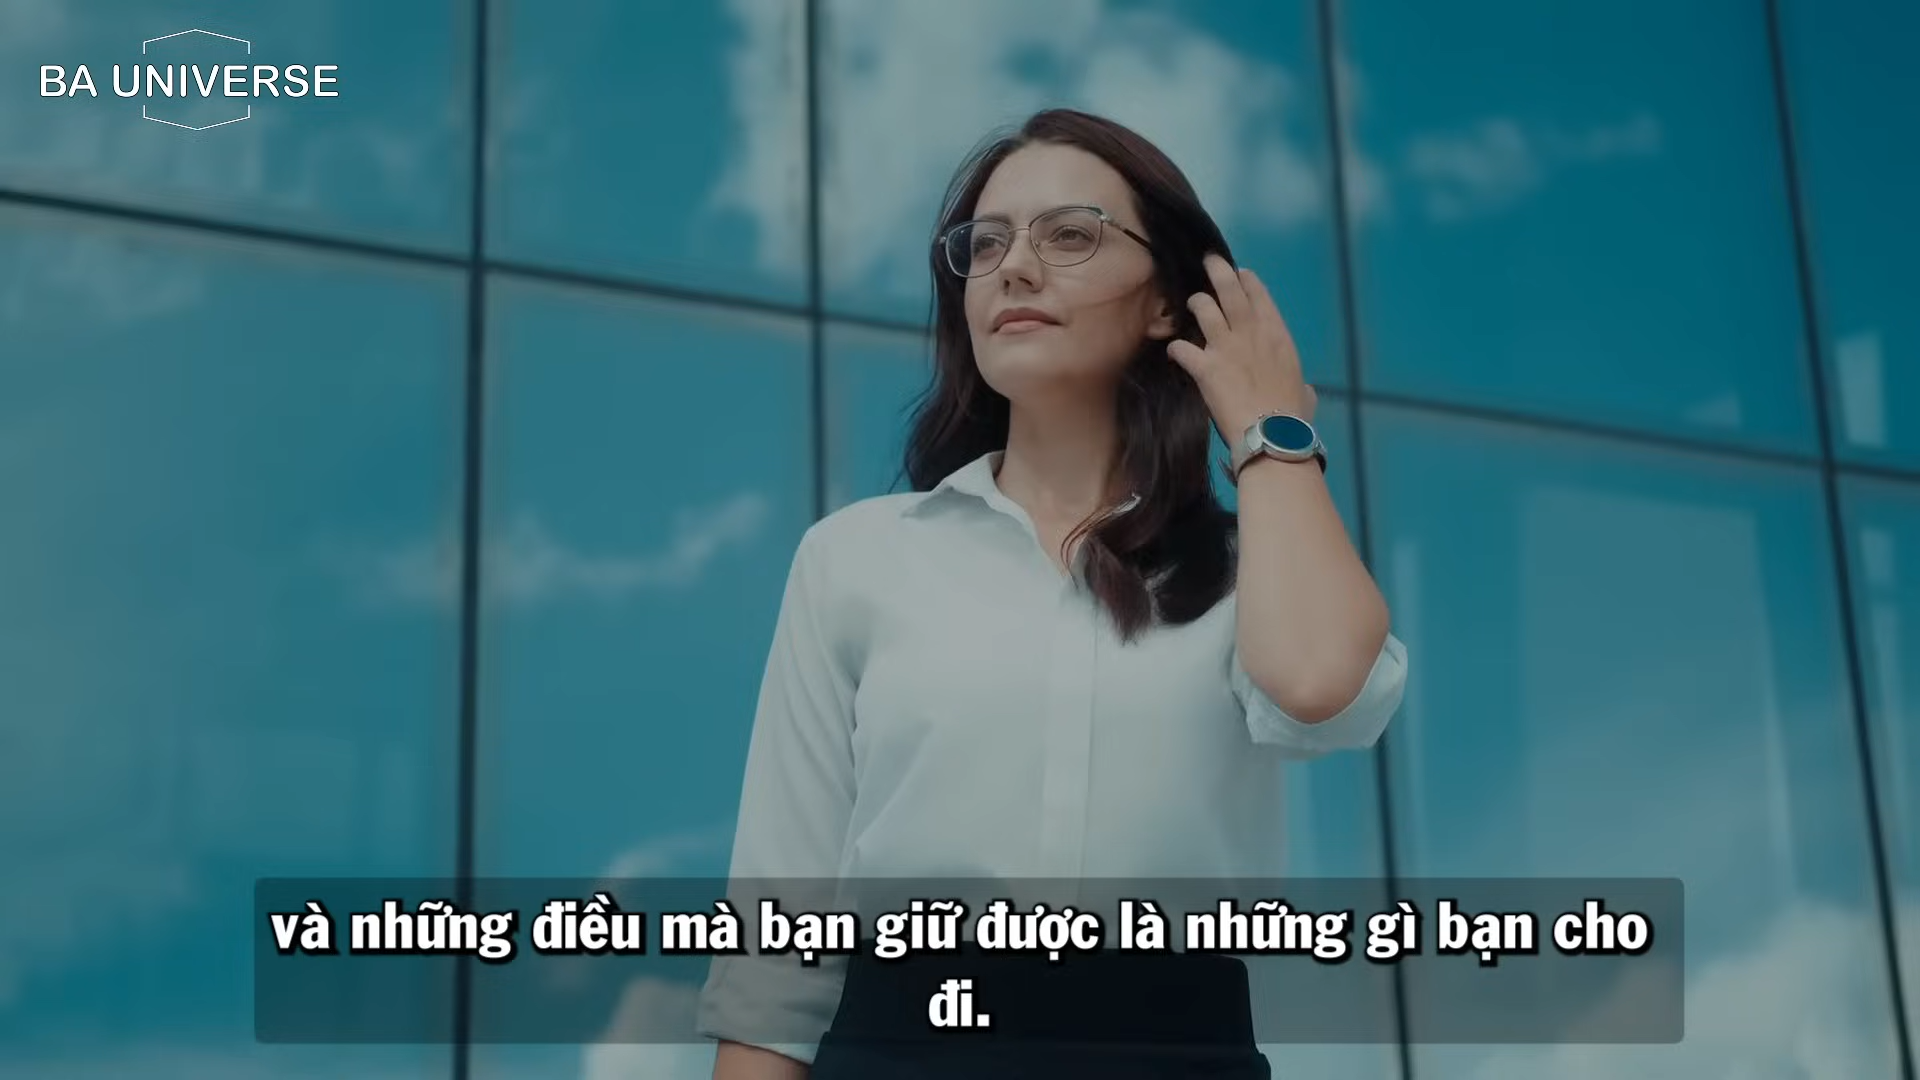 BA UNIVERSE
và những điều mà bạn giữ được là những gì bạn cho
đi.